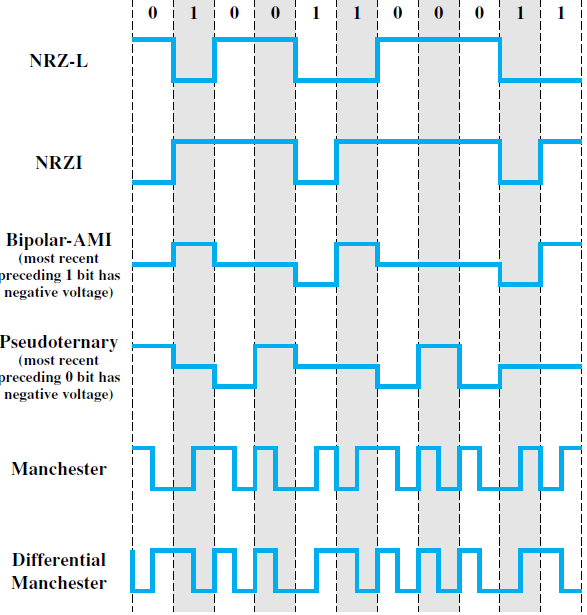 0 1 0 0 1 1 0 0 0 1 1
NRZ-L
NRZI
Bipolar-AMI
(most recent
preceding 1 bit has
negative voltage)
Pseudoternary
(most recent
preceding 0 bit has
negative voltage)
Manchester
Differential
Manchester